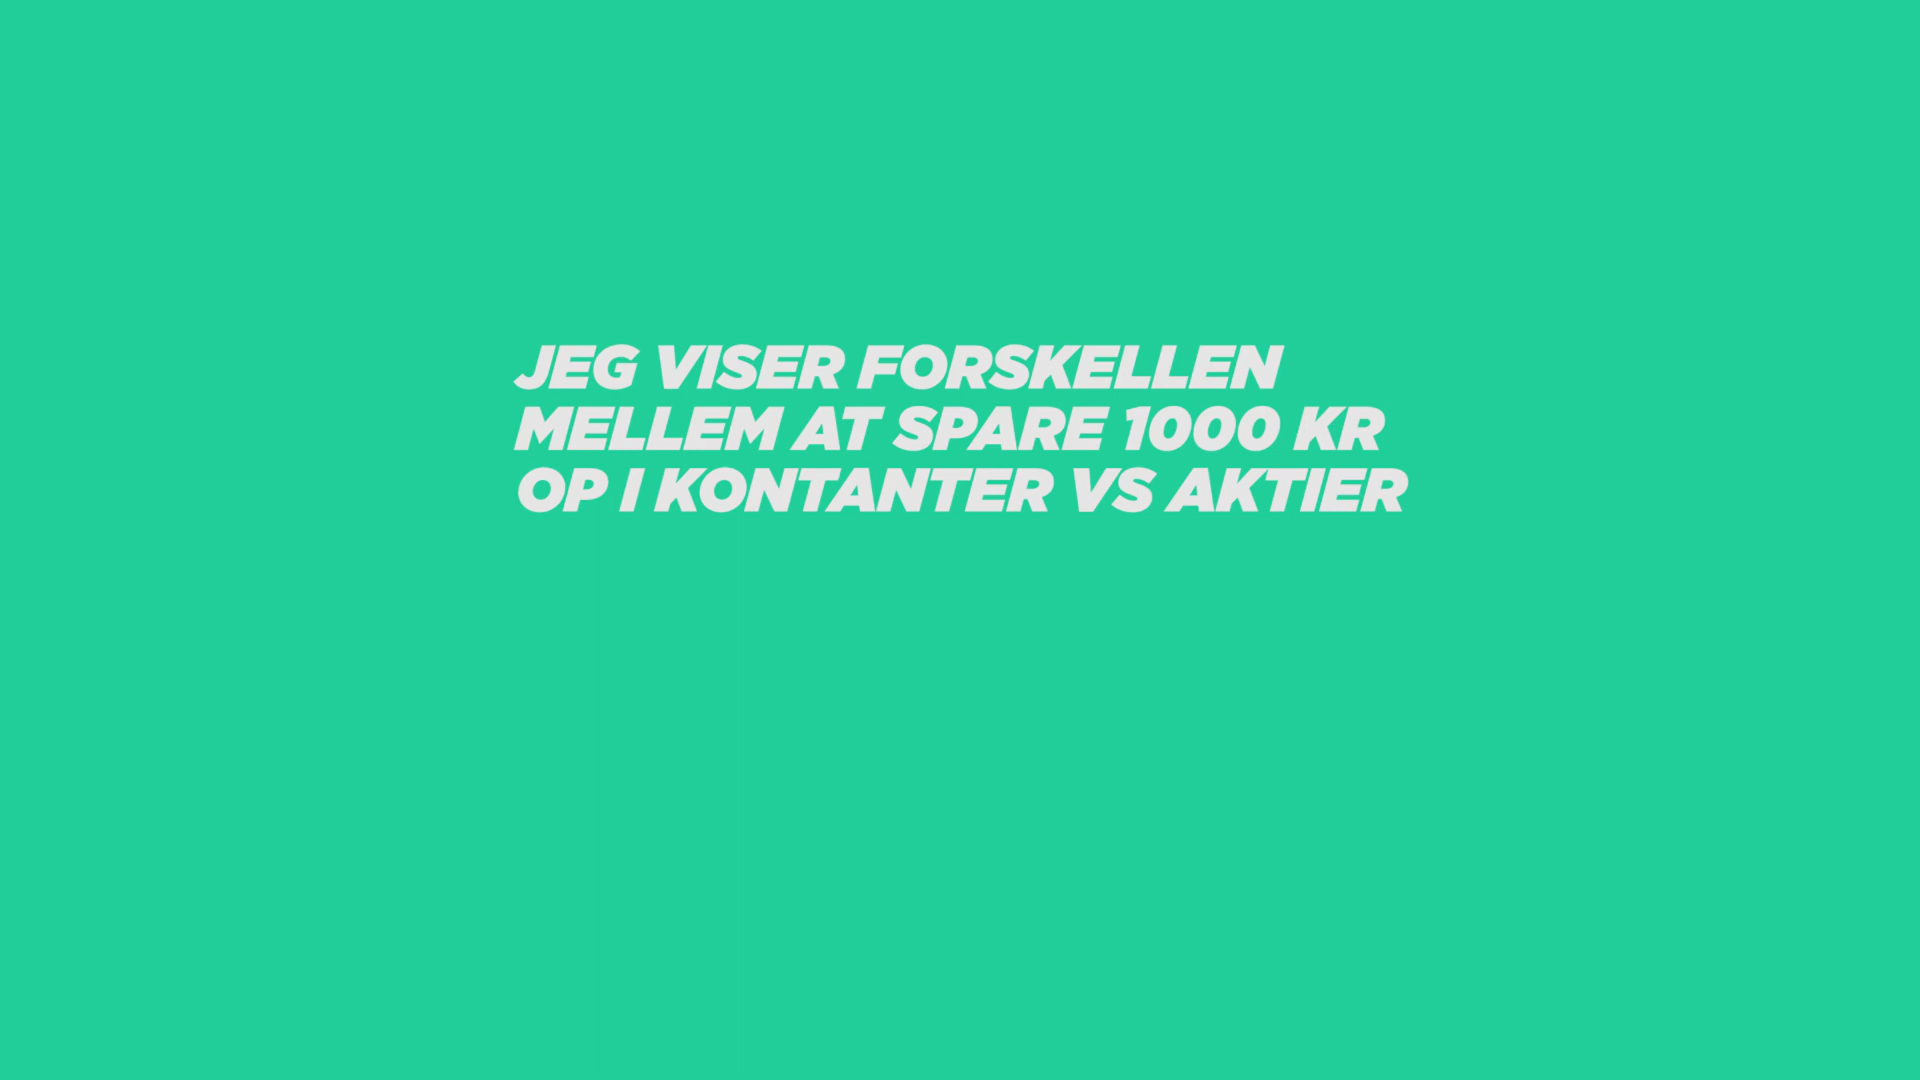 JEG VISER FORSKELLEN
MELLEM AT SPARE 1000 KR
OP I KONTANTER VS AKTIER